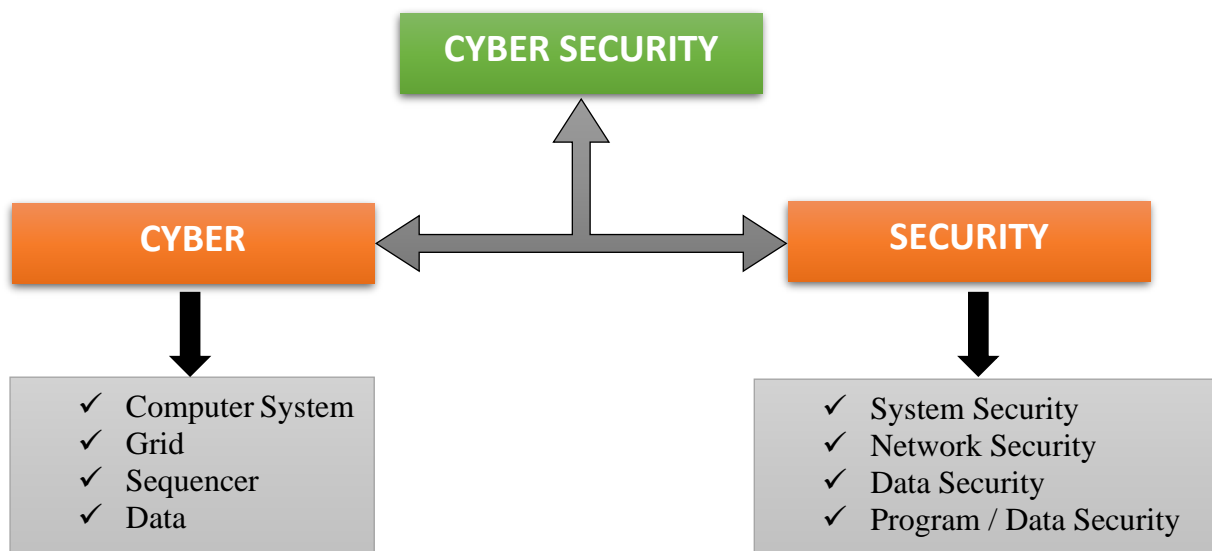 CYBER SECURITY
CYBER
SECURITY
✓ Computer System
✓ Grid
✓ Sequencer
✓ Data
✓ System Security
✓ Network Security
✓ Data Security
✓ Program / Data Security